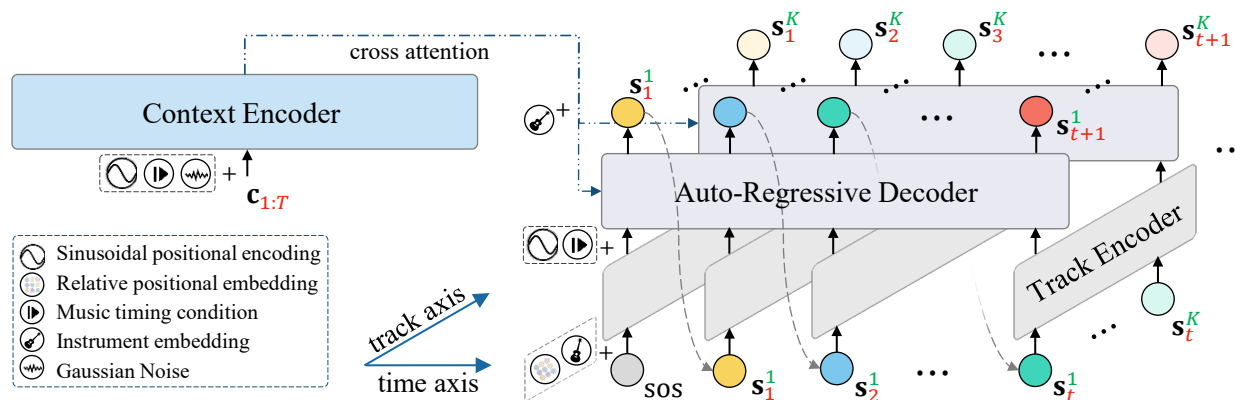 s_1^K
s_2^K
s_3^K
...
s_{t+1}^K
cross attention
s_1^1
Context Encoder
+
...
s_{t+1}^1
Auto-Regressive Decoder
+
c_{1:T}
+
Track Encoder
Sinusoidal positional encoding
Relative positional embedding
Music timing condition
Instrument embedding
Gaussian Noise
track axis
time axis
+
sos
s_1^1
s_2^1
...
s_t^1
...
s_t^K